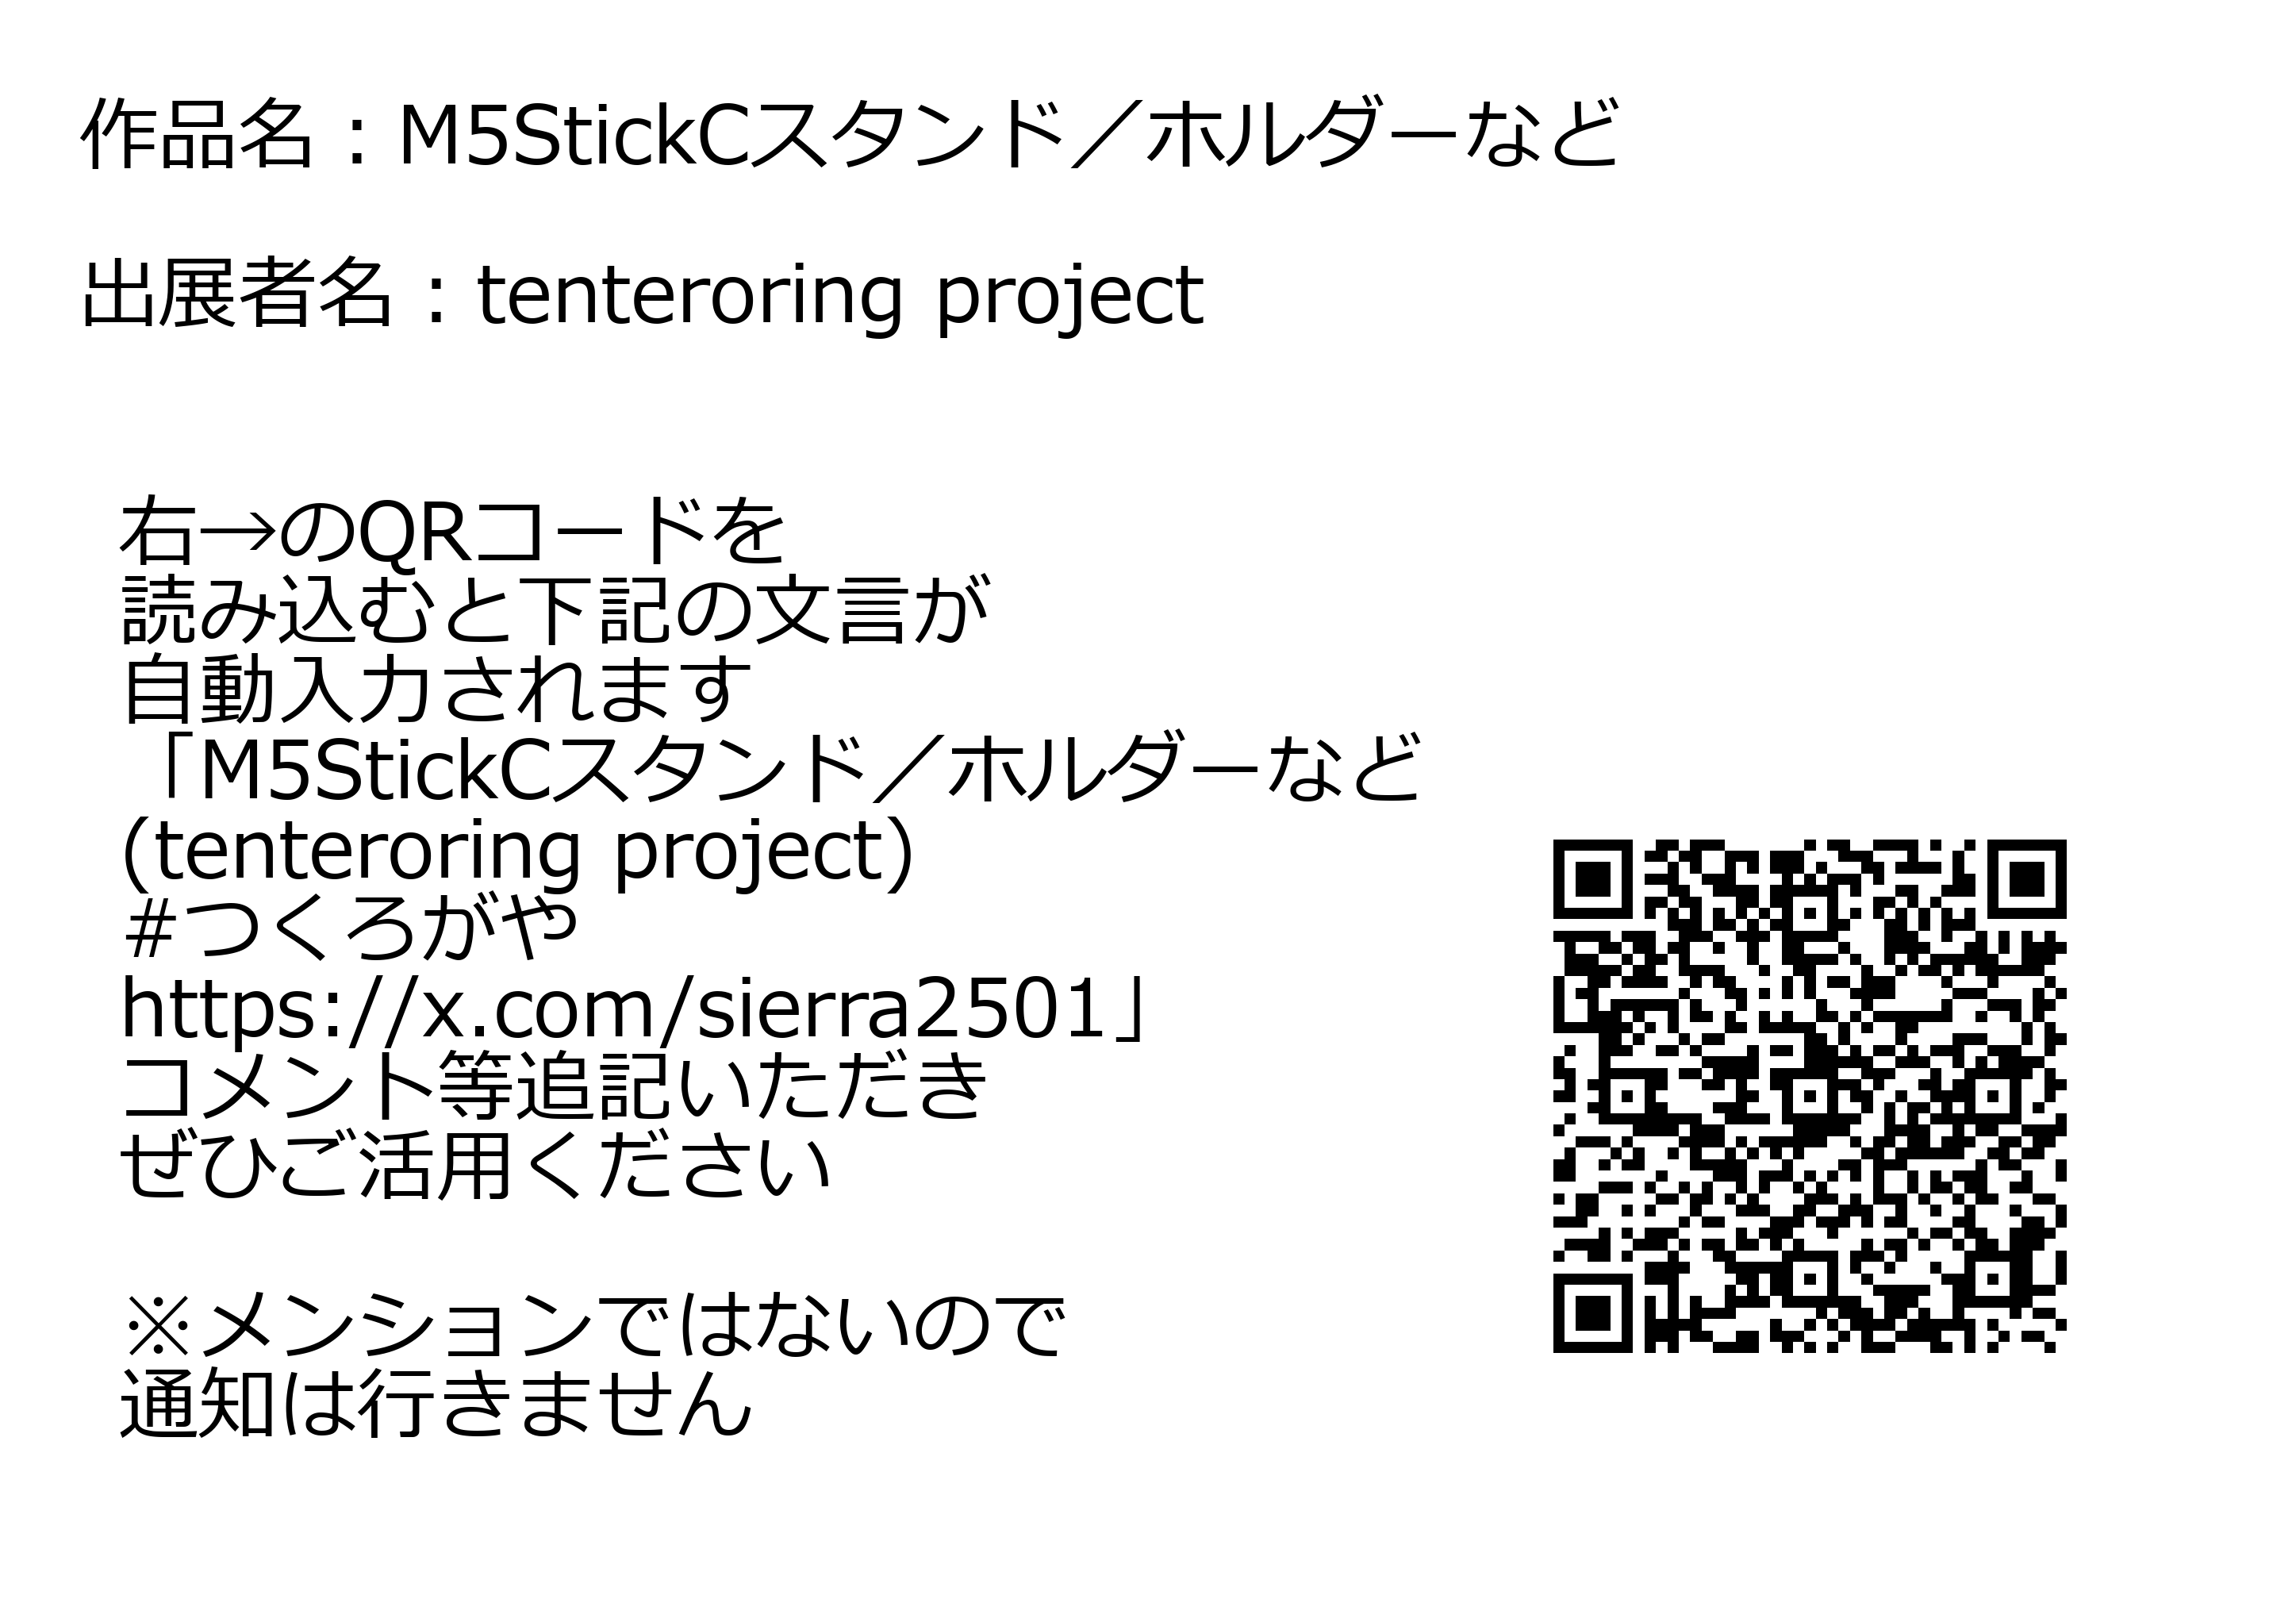 作品名：M5StickCスタンド／ホルダーなど
出展者名：tenteroring project
右→のQRコードを
読み込むと下記の文言が
自動入力されます
「M5StickCスタンド／ホルダーなど
(tenteroring project)
#つくろがや
https://x.com/sierra2501」
コメント等追記いただき
ぜひご活用ください
※メンションではないので
通知は行きません